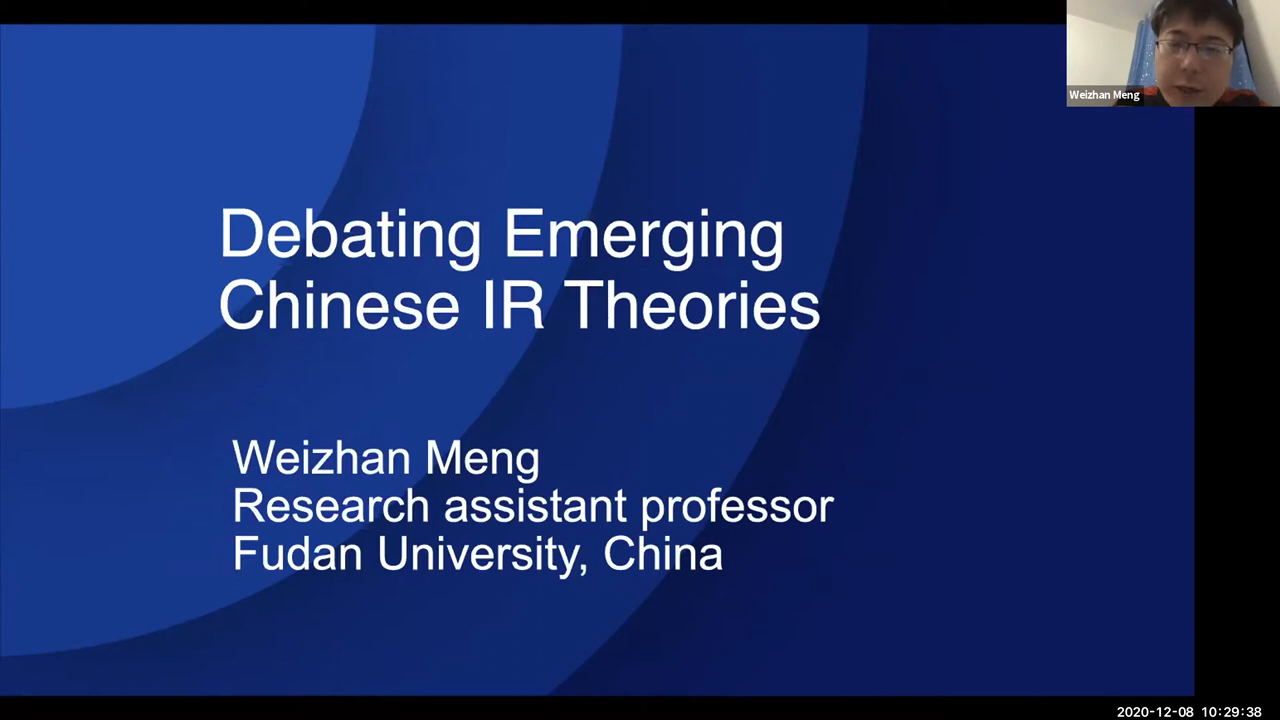 Weizhan Meng
Debating Emerging
Chinese IR Theories
Weizhan Meng
Research assistant professor
Fudan University, China
2020-12-08 10:29:38